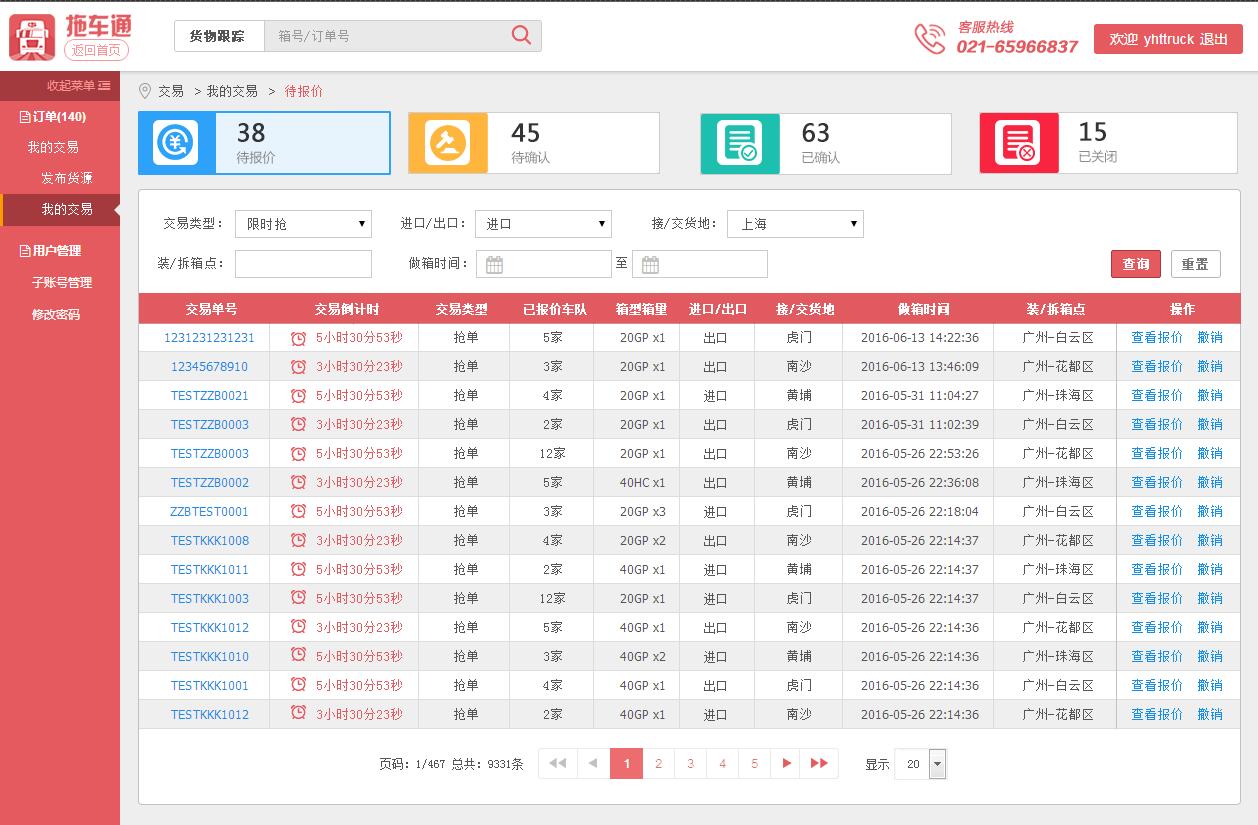 拖车通
返回首页
货物跟踪 箱号/订单号
客服热线
021-65966837
欢迎 yhttruck 退出
收起菜单
订单(140)
我的交易
发布货源
我的交易
用户管理
子账号管理
修改密码
交易 > 我的交易 > 待报价
38
待报价
45
待确认
63
已确认
15
已关闭
交易类型： 限时抢 进口/出口： 进口 接/交货地： 上海
装/拆箱点： 做箱时间： 至 查询 重置
交易单号 交易倒计时 交易类型 已报价车队 箱型箱量 进口/出口 接/交货地 做箱时间 装/拆箱点 操作
1231231231231 5小时30分53秒 抢单 5家 20GP x1 出口 虎门 2016-06-13 14:22:36 广州-白云区 查看报价 撤销
12345678910 3小时30分23秒 抢单 3家 20GP x1 出口 南沙 2016-06-13 13:46:09 广州-花都区 查看报价 撤销
TESTZZB0021 5小时30分53秒 抢单 4家 20GP x1 进口 黄埔 2016-05-31 11:04:27 广州-珠海区 查看报价 撤销
TESTZZB0003 3小时30分23秒 抢单 2家 20GP x1 出口 虎门 2016-05-31 11:02:39 广州-白云区 查看报价 撤销
TESTZZB0003 5小时30分53秒 抢单 12家 20GP x1 出口 南沙 2016-05-26 22:53:26 广州-花都区 查看报价 撤销
TESTZZB0002 3小时30分23秒 抢单 5家 40HC x1 出口 黄埔 2016-05-26 22:36:08 广州-珠海区 查看报价 撤销
ZZBTEST0001 5小时30分53秒 抢单 3家 20GP x3 进口 虎门 2016-05-26 22:18:04 广州-白云区 查看报价 撤销
TESTKKK1008 3小时30分23秒 抢单 4家 20GP x2 出口 南沙 2016-05-26 22:14:37 广州-花都区 查看报价 撤销
TESTKKK1011 5小时30分53秒 抢单 2家 40GP x1 进口 黄埔 2016-05-26 22:14:37 广州-珠海区 查看报价 撤销
TESTKKK1003 5小时30分53秒 抢单 12家 20GP x1 进口 虎门 2016-05-26 22:14:37 广州-白云区 查看报价 撤销
TESTKKK1012 3小时30分23秒 抢单 5家 40GP x1 出口 南沙 2016-05-26 22:14:36 广州-花都区 查看报价 撤销
TESTKKK1010 5小时30分53秒 抢单 3家 40GP x2 进口 黄埔 2016-05-26 22:14:36 广州-珠海区 查看报价 撤销
TESTKKK1001 5小时30分53秒 抢单 4家 40GP x1 出口 虎门 2016-05-26 22:14:36 广州-白云区 查看报价 撤销
TESTKKK1012 3小时30分23秒 抢单 2家 40GP x1 进口 南沙 2016-05-26 22:14:36 广州-花都区 查看报价 撤销
页码：1/467 总共：9331条 1 2 3 4 5 显示 20